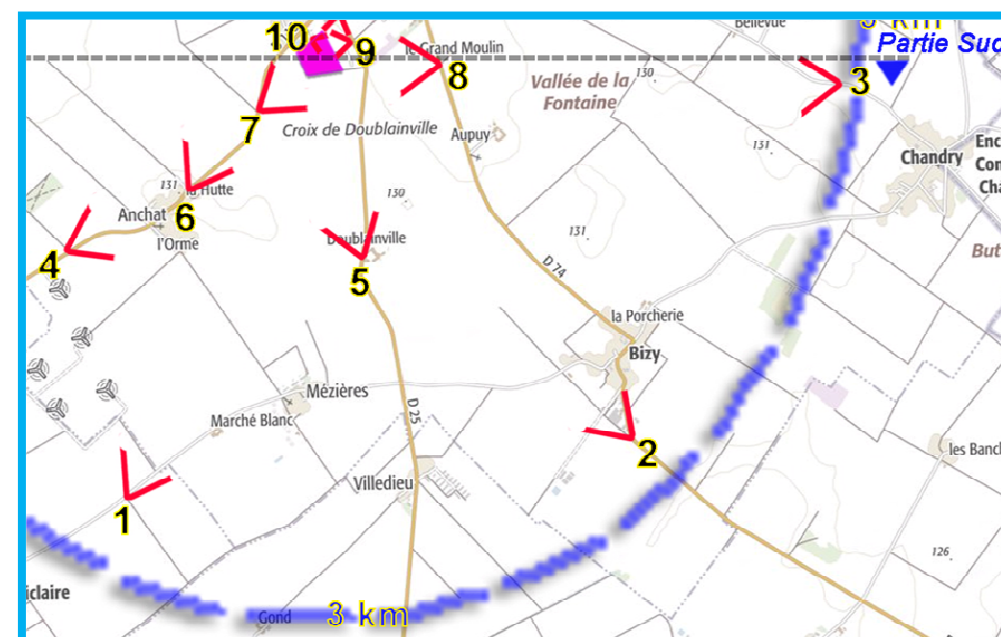 Bellevue
3 km
Partie Sud
10
9
le Grand Moulin
8
Vallée de la
Fontaine
130
3
7
Croix de Doublainville
Aupuy
131
Chandry
131
la Hutte
130
Anchat
6
l'Orme
131
4
Doublainville
5
D 74
la Porcherie
Bizy
Mézières
D 25
Marché Blanc
2
Villedieu
1
126
Gond
3 km